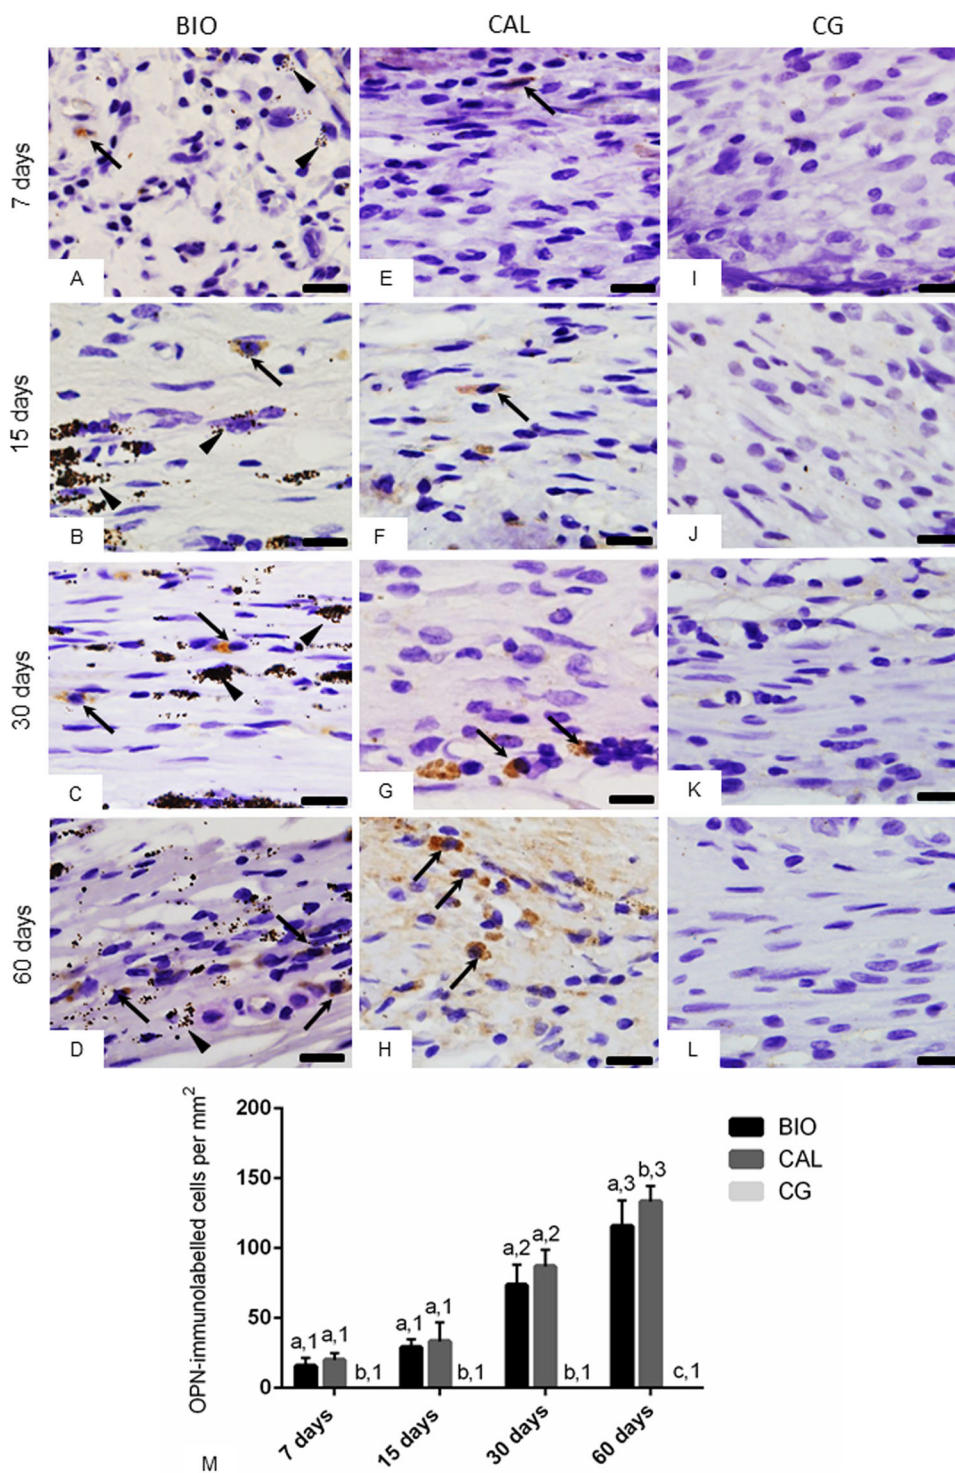 BIO CAL CG
7 days
A E I
15 days
B F J
30 days
C G K
60 days
D H L
OPN-immunolabelled cells per mm²
200
150
100
50
0
a,1 a,1 b,1
a,1 a,1 b,1
a,2 a,2 b,1
a,3 b,3 c,1
BIO
CAL
CG
7 days 15 days 30 days 60 days
M